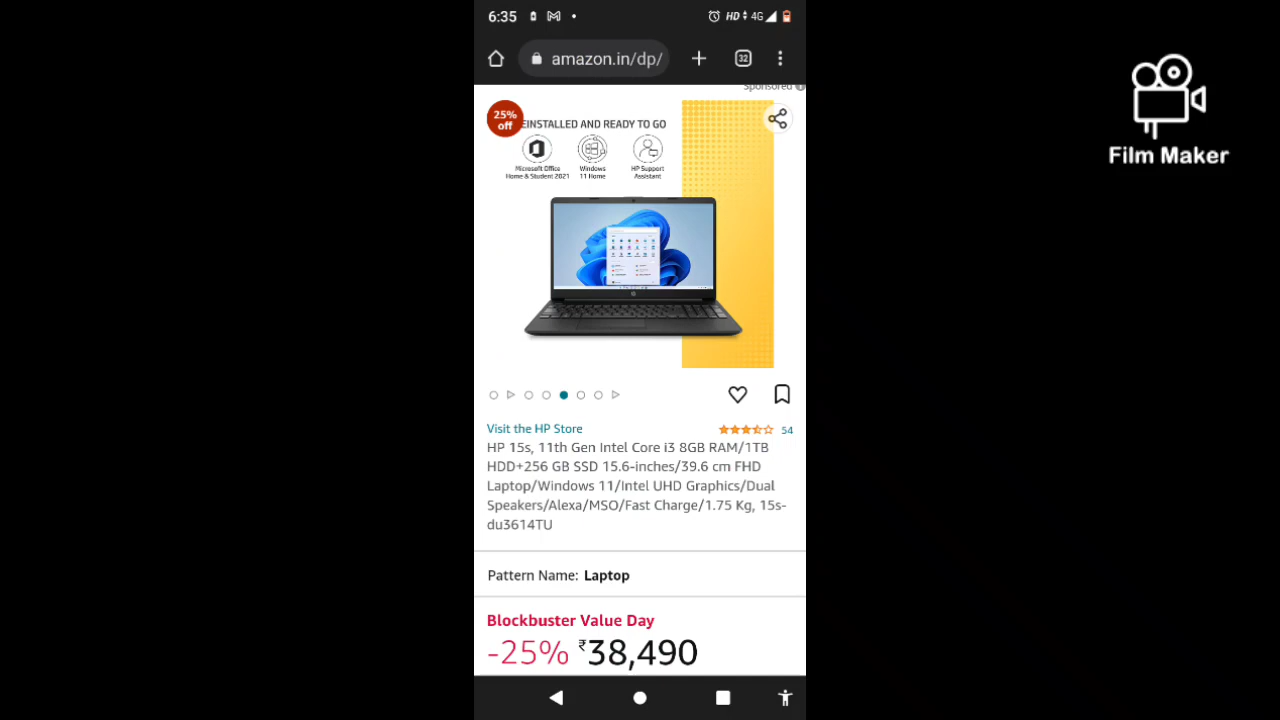 6:35
HD 4G
amazon.in/dp/
32
Sponsored
25%
off
EINSTALLED AND READY TO GO
Microsoft Office
Home & Student 2021
Windows
11 Home
HP Support
Assistant
Film Maker
Visit the HP Store
54
HP 15s, 11th Gen Intel Core i3 8GB RAM/1TB
HDD+256 GB SSD 15.6-inches/39.6 cm FHD
Laptop/Windows 11/Intel UHD Graphics/Dual
Speakers/Alexa/MSO/Fast Charge/1.75 Kg, 15s-
du3614TU
Pattern Name: Laptop
Blockbuster Value Day
-25% ₹38,490